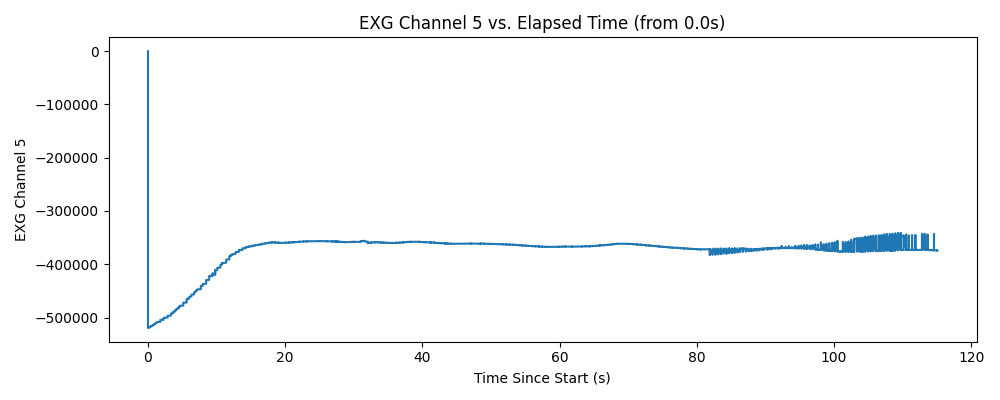 EXG Channel 5 vs. Elapsed Time (from 0.0s)
EXG Channel 5
0
−100000
−200000
−300000
−400000
−500000
0 20 40 60 80 100 120
Time Since Start (s)